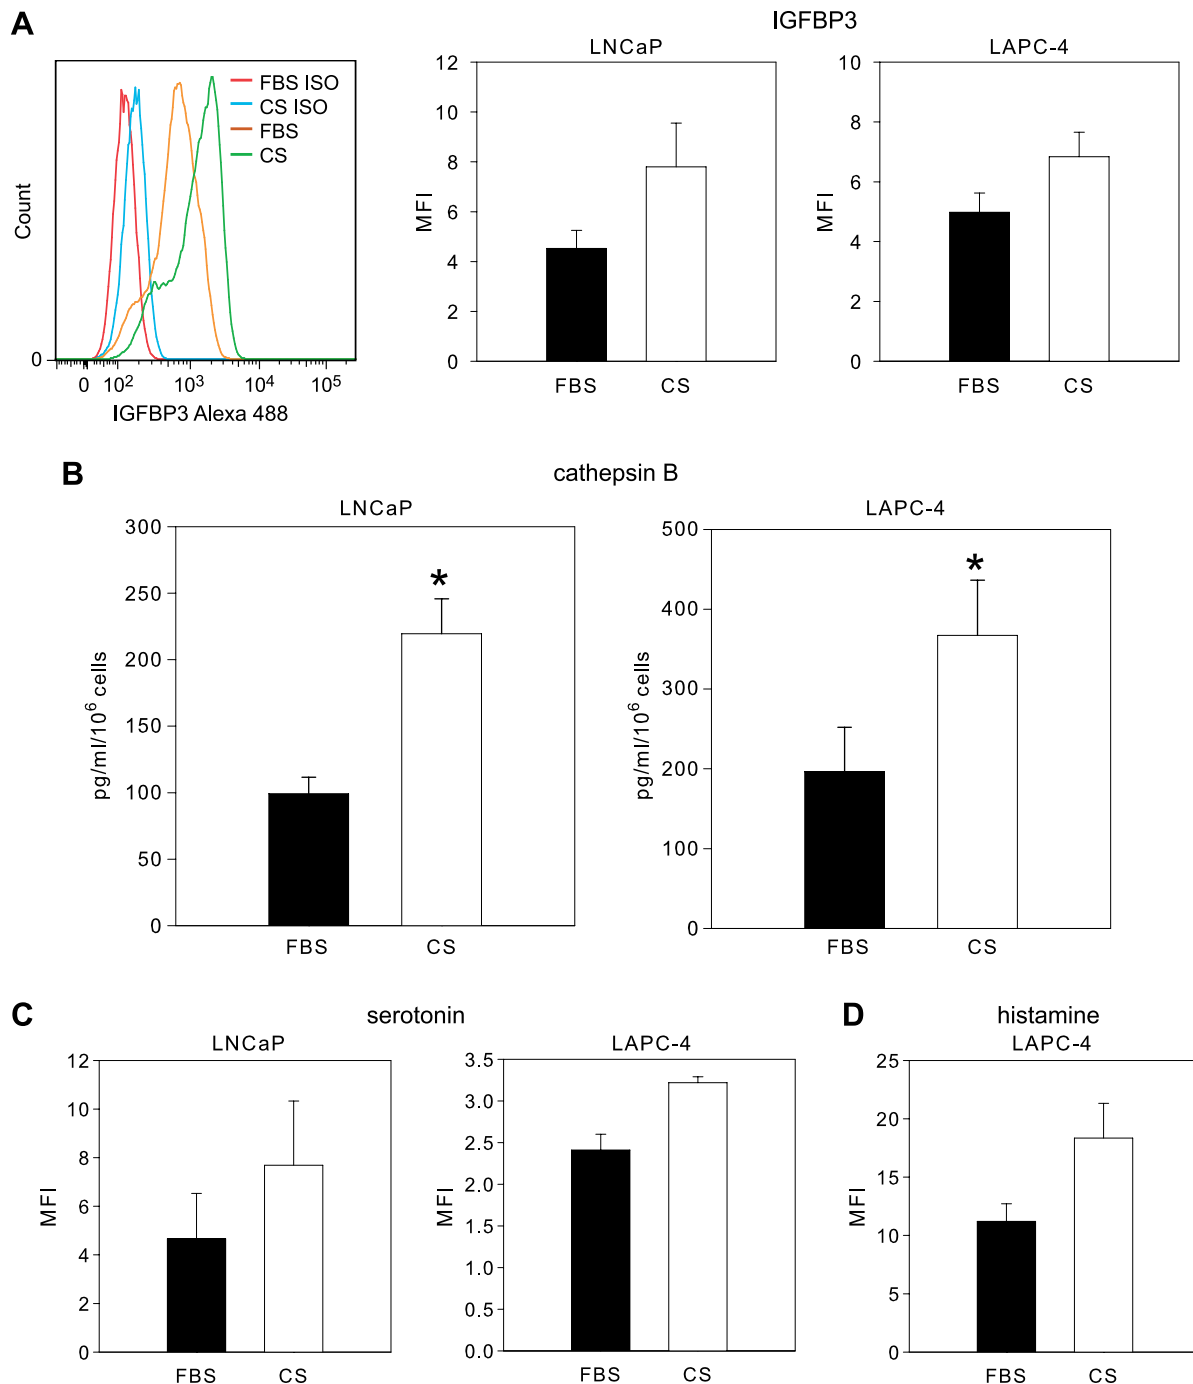 A
IGFBP3
FBS ISO
CS ISO
FBS
CS
Count
0
0 10² 10³ 10⁴ 10⁵
IGFBP3 Alexa 488
LNCaP
MFI
12
10
8
6
4
2
0
FBS CS
LAPC-4
MFI
10
8
6
4
2
0
FBS CS
B
cathepsin B
LNCaP
pg/ml/10⁶ cells
300
250
200
150
100
50
0
*
FBS CS
LAPC-4
pg/ml/10⁶ cells
500
400
300
200
100
0
*
FBS CS
C
serotonin
LNCaP
MFI
12
10
8
6
4
2
0
FBS CS
LAPC-4
MFI
3.5
3.0
2.5
2.0
1.5
1.0
0.5
0.0
FBS CS
D
histamine
LAPC-4
MFI
25
20
15
10
5
0
FBS CS